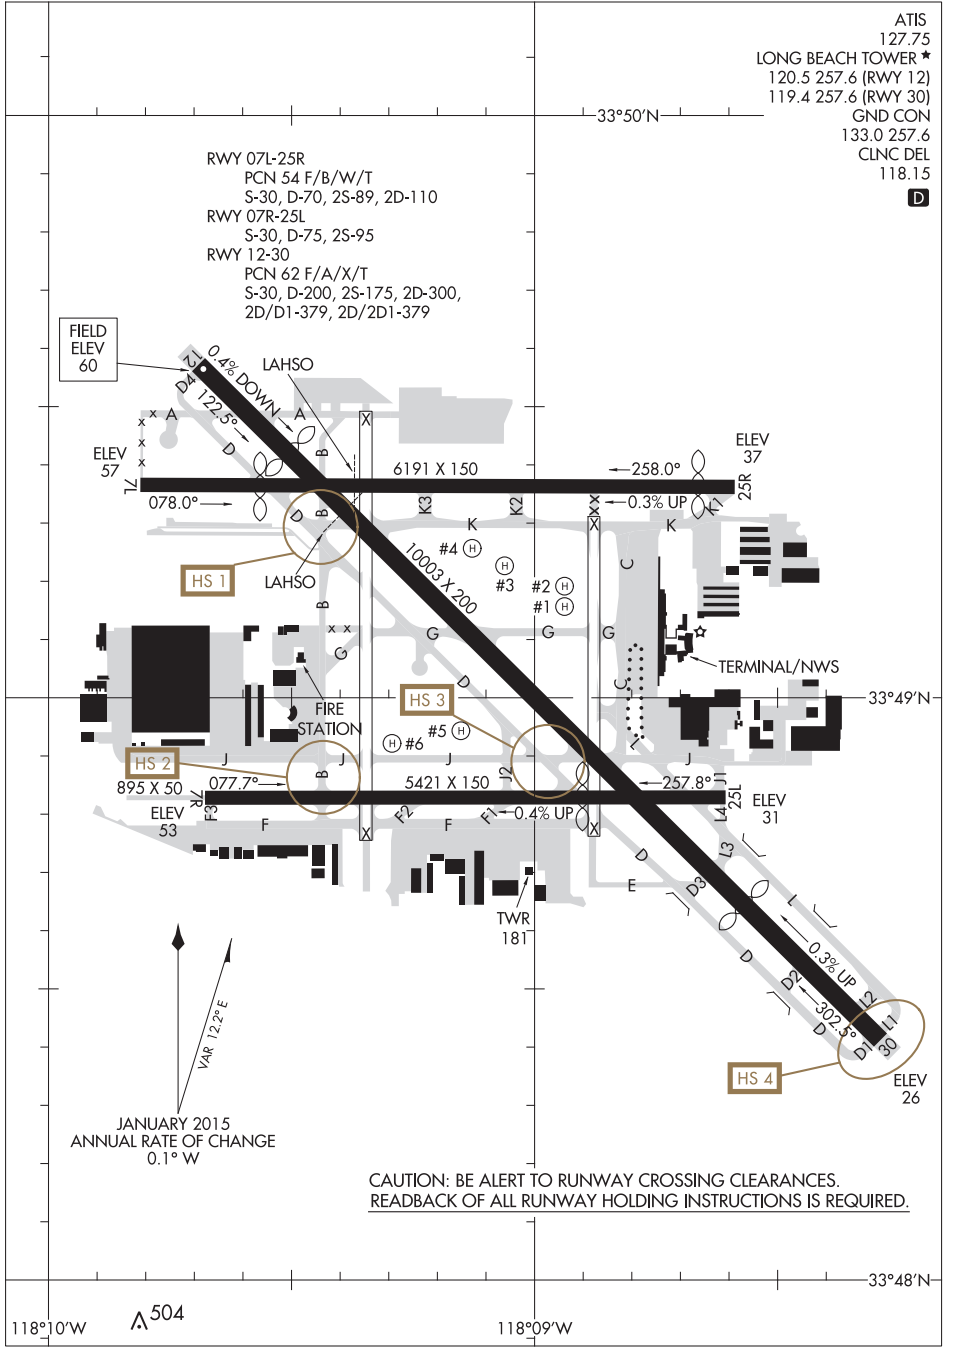 ATIS
127.75
LONG BEACH TOWER ★
120.5 257.6 (RWY 12)
119.4 257.6 (RWY 30)
GND CON
133.0 257.6
CLNC DEL
118.15
D
33°50'N
RWY 07L-25R
PCN 54 F/B/W/T
S-30, D-70, 2S-89, 2D-110
RWY 07R-25L
S-30, D-75, 2S-95
RWY 12-30
PCN 62 F/A/X/T
S-30, D-200, 2S-175, 2D-300,
2D/D1-379, 2D/2D1-379
FIELD
ELEV
60
12
0.4% DOWN
LAHSO
D4
122.5°
A
A
x x
x
x
x
D
B
X
ELEV
57
7L
6191 X 150
258.0°
ELEV
37
25R
078.0°
0.3% UP
K3
K2
xx
K1
D
B
K
X
K
HS 1
LAHSO
10003 X 200
#4 H
H
#3
#2 H
#1 H
C
B
x x
G
G
G
G
TERMINAL/NWS
C
D
FIRE
STATION
HS 3
33°49'N
#5 H
H #6
L
HS 2
J
J
J
J
B
J2
J1
895 X 50
077.7°
5421 X 150
257.8°
7R
25L
ELEV
53
F3
F
X
F2
F
F1
0.4% UP
X
L4
ELEV
31
L3
D
E
D3
L
TWR
181
0.3% UP
D
D2
302.5°
L2
L1
D
D1
30
HS 4
ELEV
26
VAR 12.2° E
JANUARY 2015
ANNUAL RATE OF CHANGE
0.1° W
CAUTION: BE ALERT TO RUNWAY CROSSING CLEARANCES.
READBACK OF ALL RUNWAY HOLDING INSTRUCTIONS IS REQUIRED.
33°48'N
504
118°10'W
118°09'W